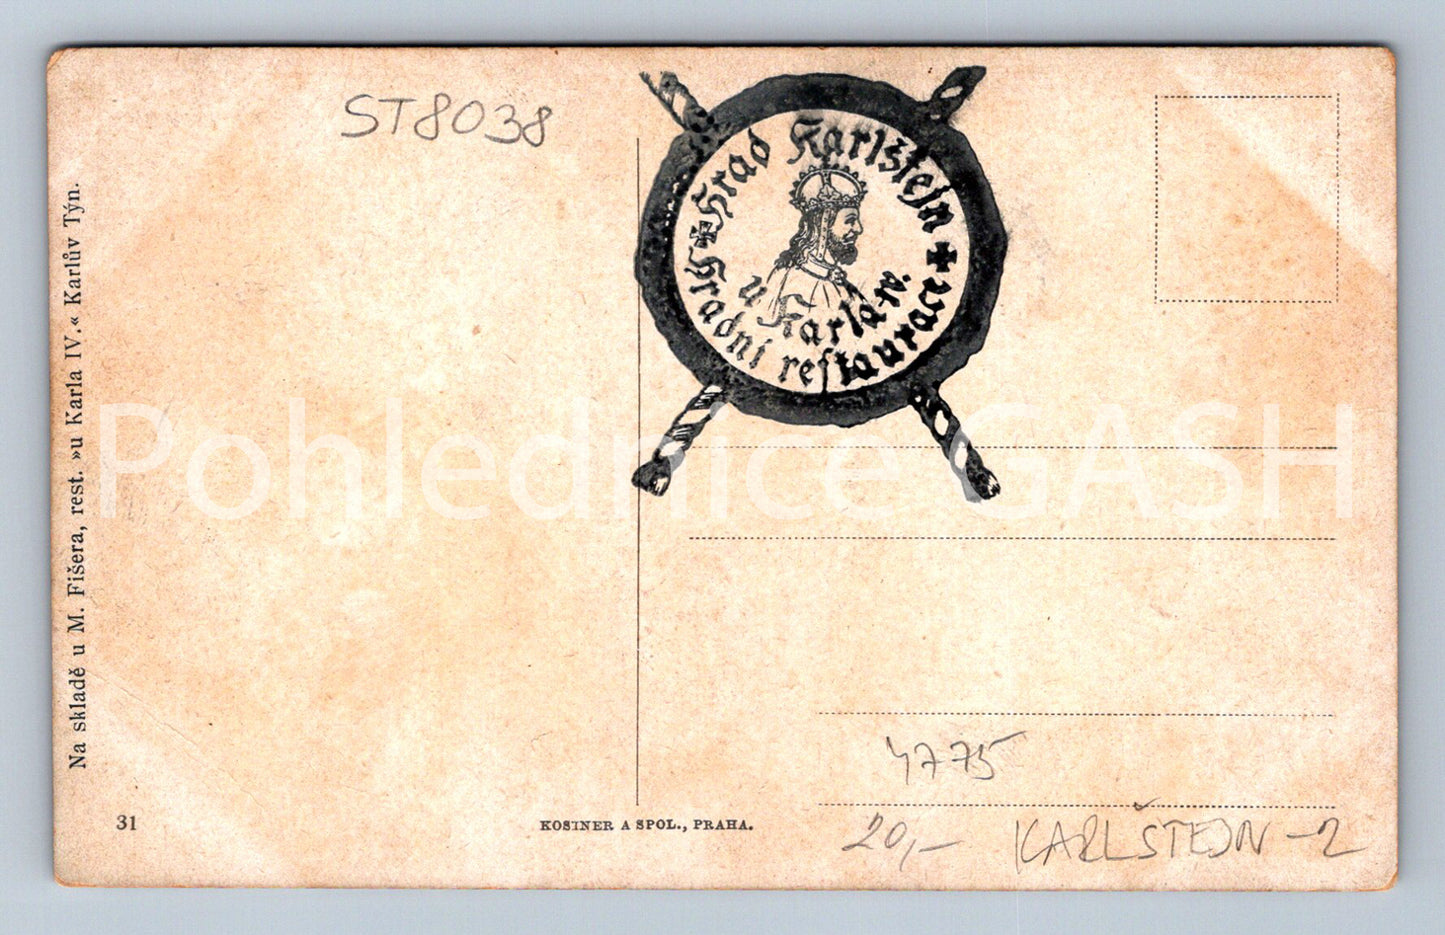 ST8038
Hrad Karlštejn
u Karla IV.
Hradní restaurace
Na skladě u M. Fišera, rest. »u Karla IV.« Karlův Týn.
Pohlednice GASH
4775
31
KOSINER A SPOL., PRAHA.
20,- KARLŠTEJN -2